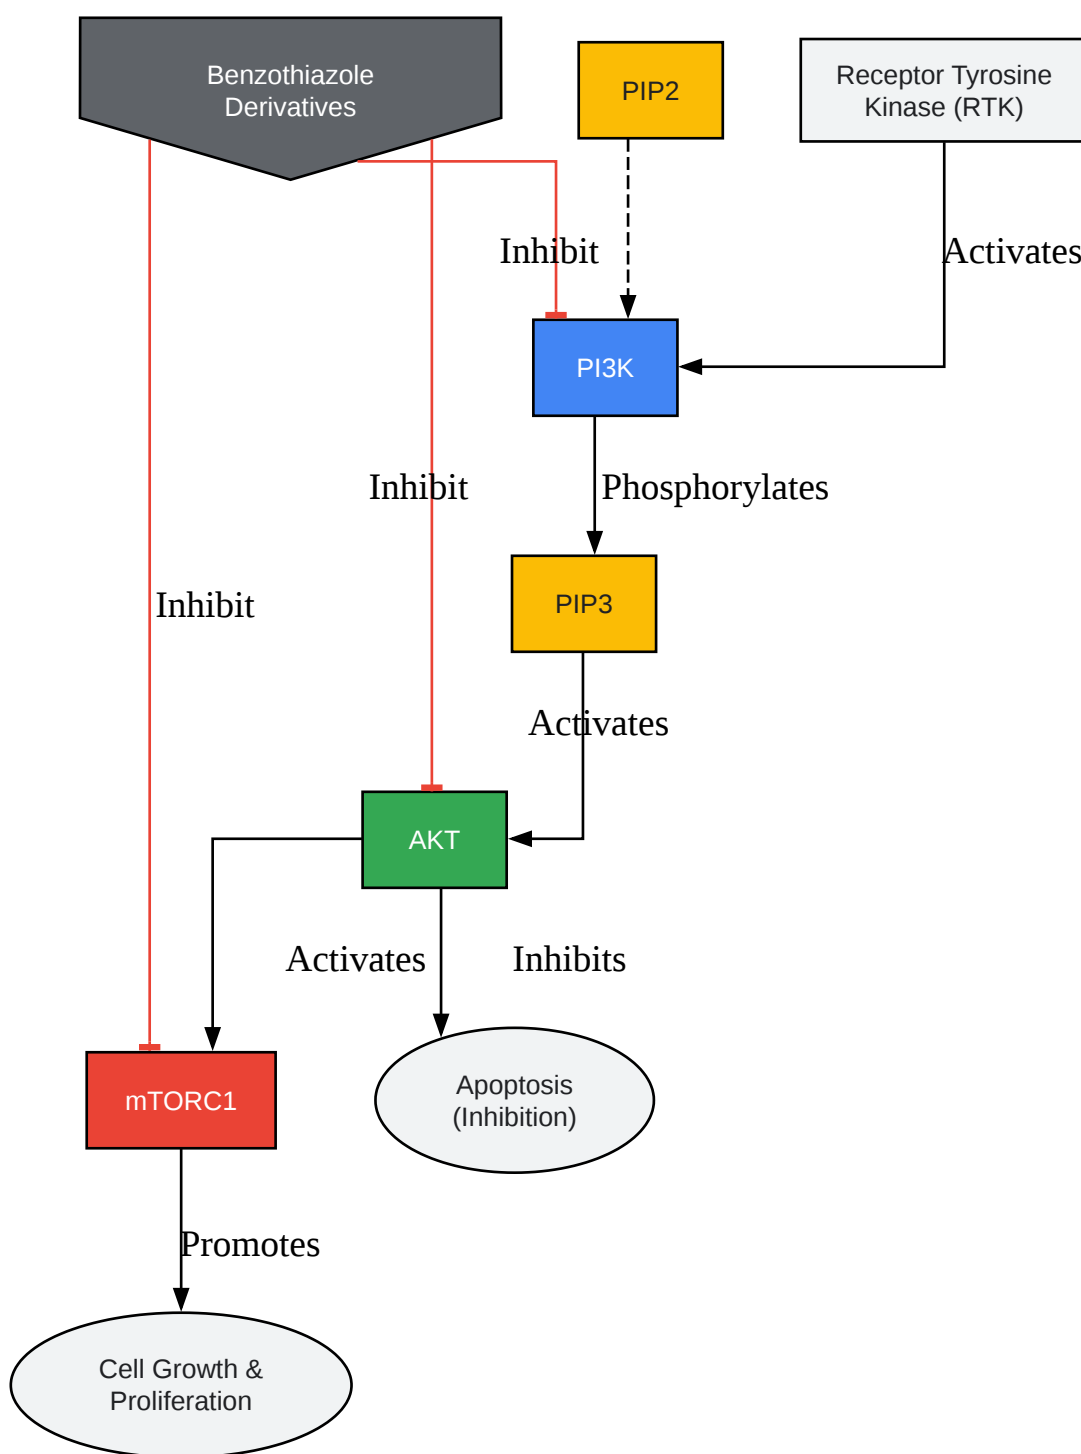 Benzothiazole
Derivatives
PIP2
Receptor Tyrosine
Kinase (RTK)
Inhibit
Activates
PI3K
Inhibit
Phosphorylates
PIP3
Inhibit
Activates
AKT
Activates
Inhibits
mTORC1
Apoptosis
(Inhibition)
Promotes
Cell Growth &
Proliferation